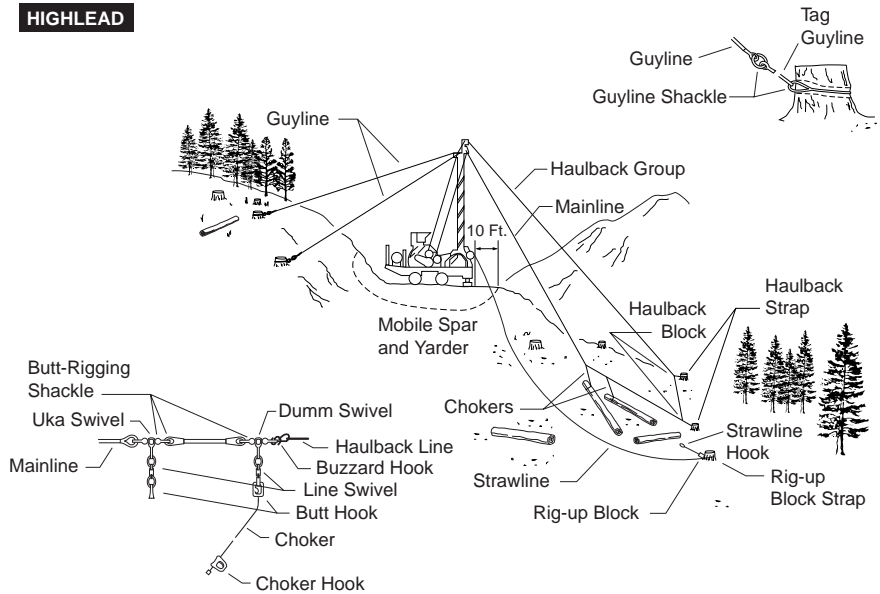 HIGHLEAD
Tag
Guyline
Guyline
Guyline Shackle
Guyline
Haulback Group
Mainline
10 Ft.
Haulback
Strap
Haulback
Block
Mobile Spar
and Yarder
Butt-Rigging
Shackle
Uka Swivel
Dumm Swivel
Chokers
Haulback Line
Mainline
Buzzard Hook
Strawline
Hook
Line Swivel
Strawline
Rig-up
Block Strap
Butt Hook
Rig-up Block
Choker
Choker Hook